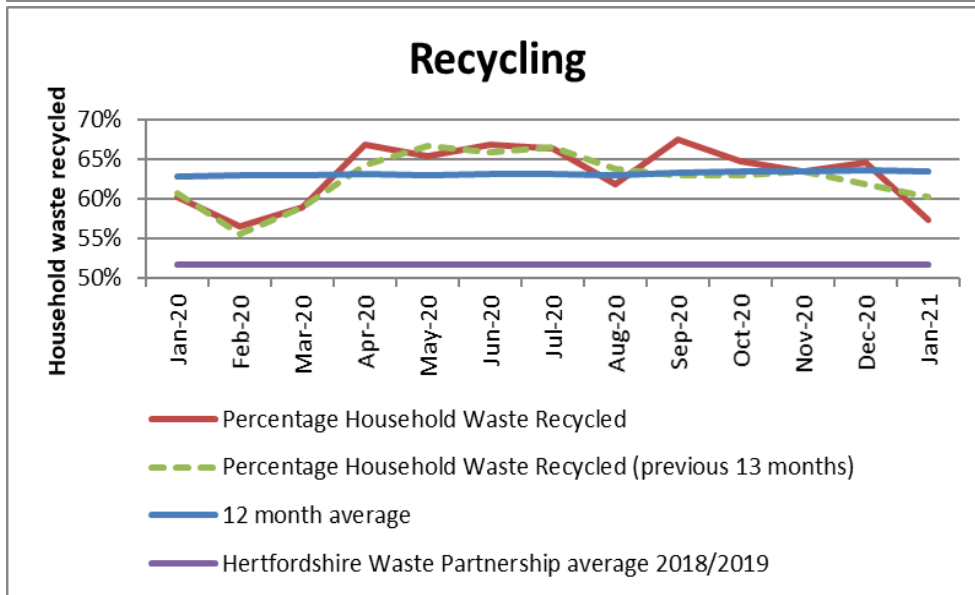 Recycling
Household waste recycled
70%
65%
60%
55%
50%
Jan-20
Feb-20
Mar-20
Apr-20
May-20
Jun-20
Jul-20
Aug-20
Sep-20
Oct-20
Nov-20
Dec-20
Jan-21
Percentage Household Waste Recycled
Percentage Household Waste Recycled (previous 13 months)
12 month average
Hertfordshire Waste Partnership average 2018/2019